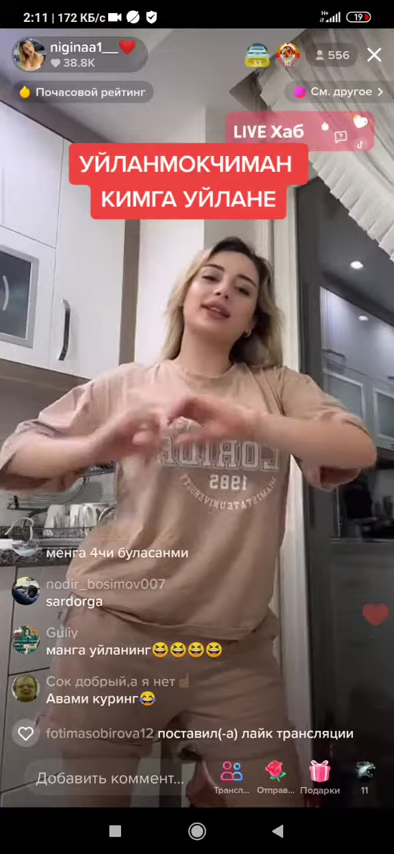 2:11 | 172 КБ/с
19
niginaa1__❤️
38.8K
33
10
556
Почасовой рейтинг
См. другое >
LIVE Хаб
УЙЛАНМОКЧИМАН
КИМГА УЙЛАНЕ
1985
менга 4чи буласанми
nodir_bosimov007
sardorga
Guliy
манга уйланинг😆😆😆😆
Сок добрый,а я нет☝🏿
Авами куринг😂
fotimasobirova12 поставил(-а) лайк трансляции
Добавить коммент...
Трансл...
Отправ...
Подарки
11